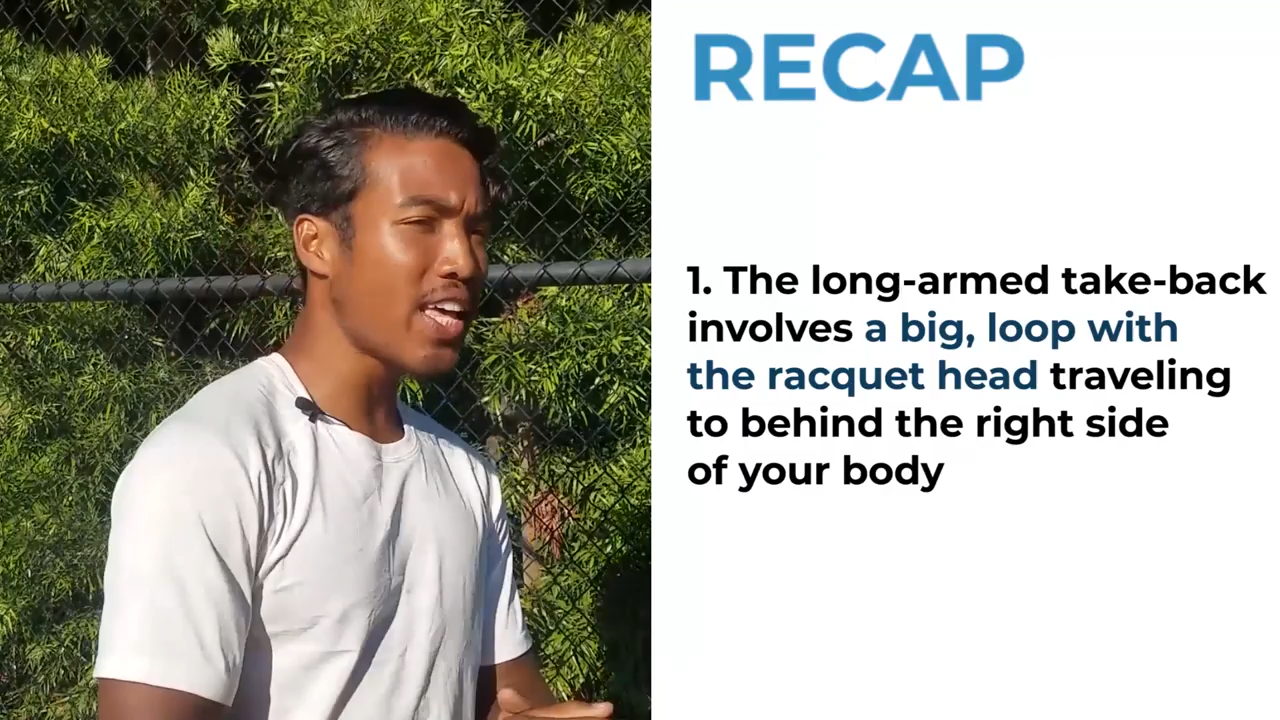 RECAP
1. The long-armed take-back
involves a big, loop with
the racquet head traveling
to behind the right side
of your body